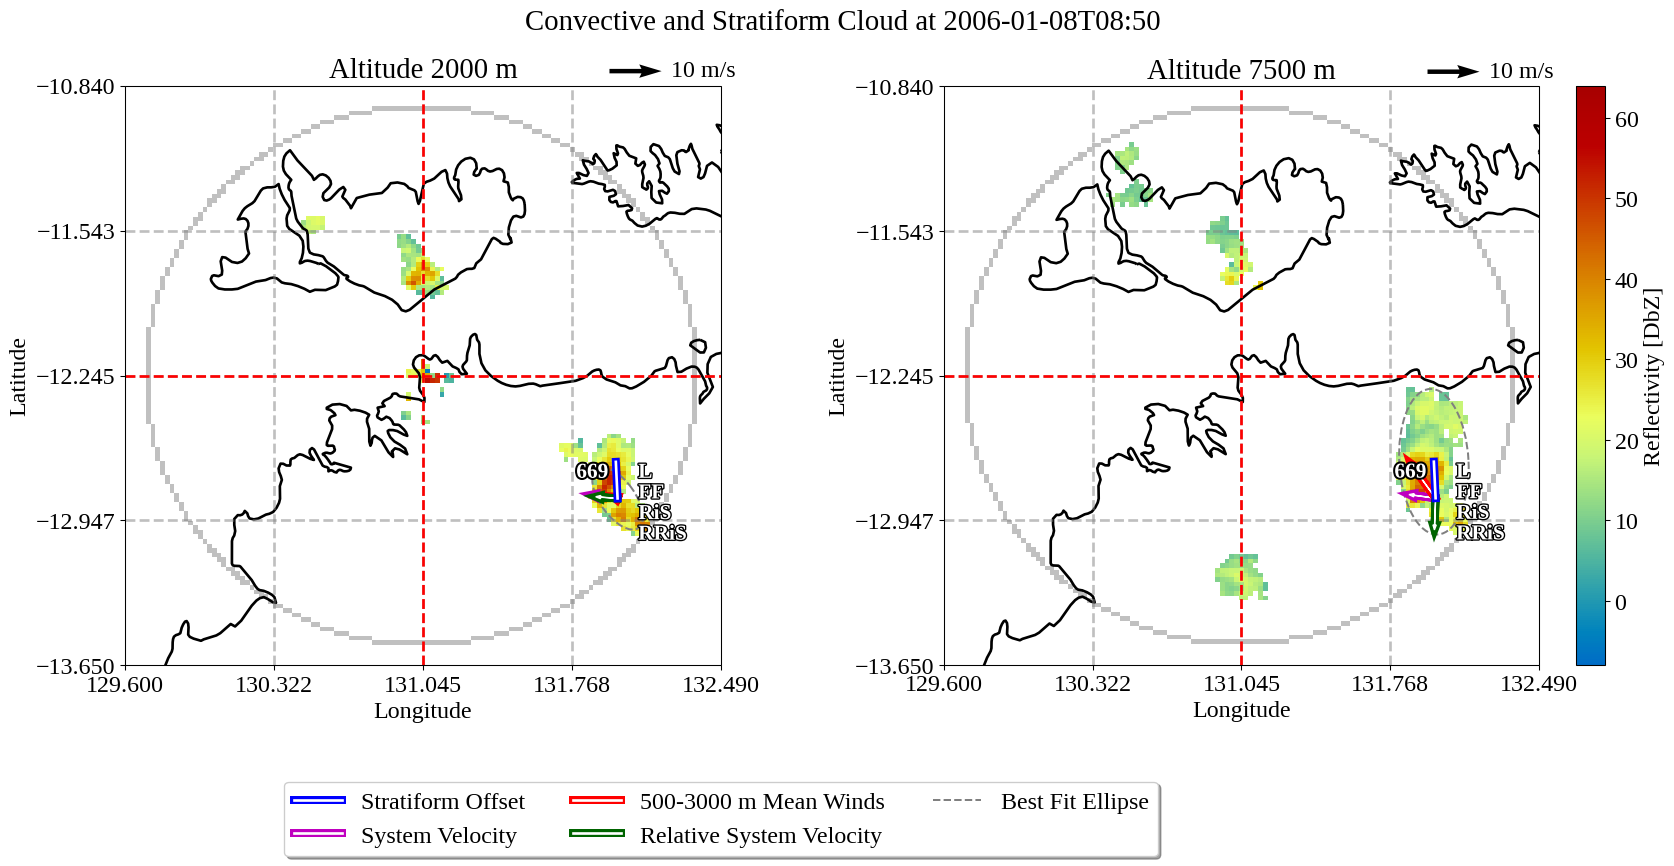 Convective and Stratiform Cloud at 2006-01-08T08:50
Altitude 2000 m
10 m/s
Altitude 7500 m
10 m/s
−10.840
−11.543
−12.245
−12.947
−13.650
Latitude
129.600
130.322
131.045
131.768
132.490
Longitude
669
L
FF
RiS
RRiS
−10.840
−11.543
−12.245
−12.947
−13.650
Latitude
129.600
130.322
131.045
131.768
132.490
Longitude
669
L
FF
RiS
RRiS
60
50
40
30
20
10
0
Reflectivity [DbZ]
Stratiform Offset
500-3000 m Mean Winds
Best Fit Ellipse
System Velocity
Relative System Velocity